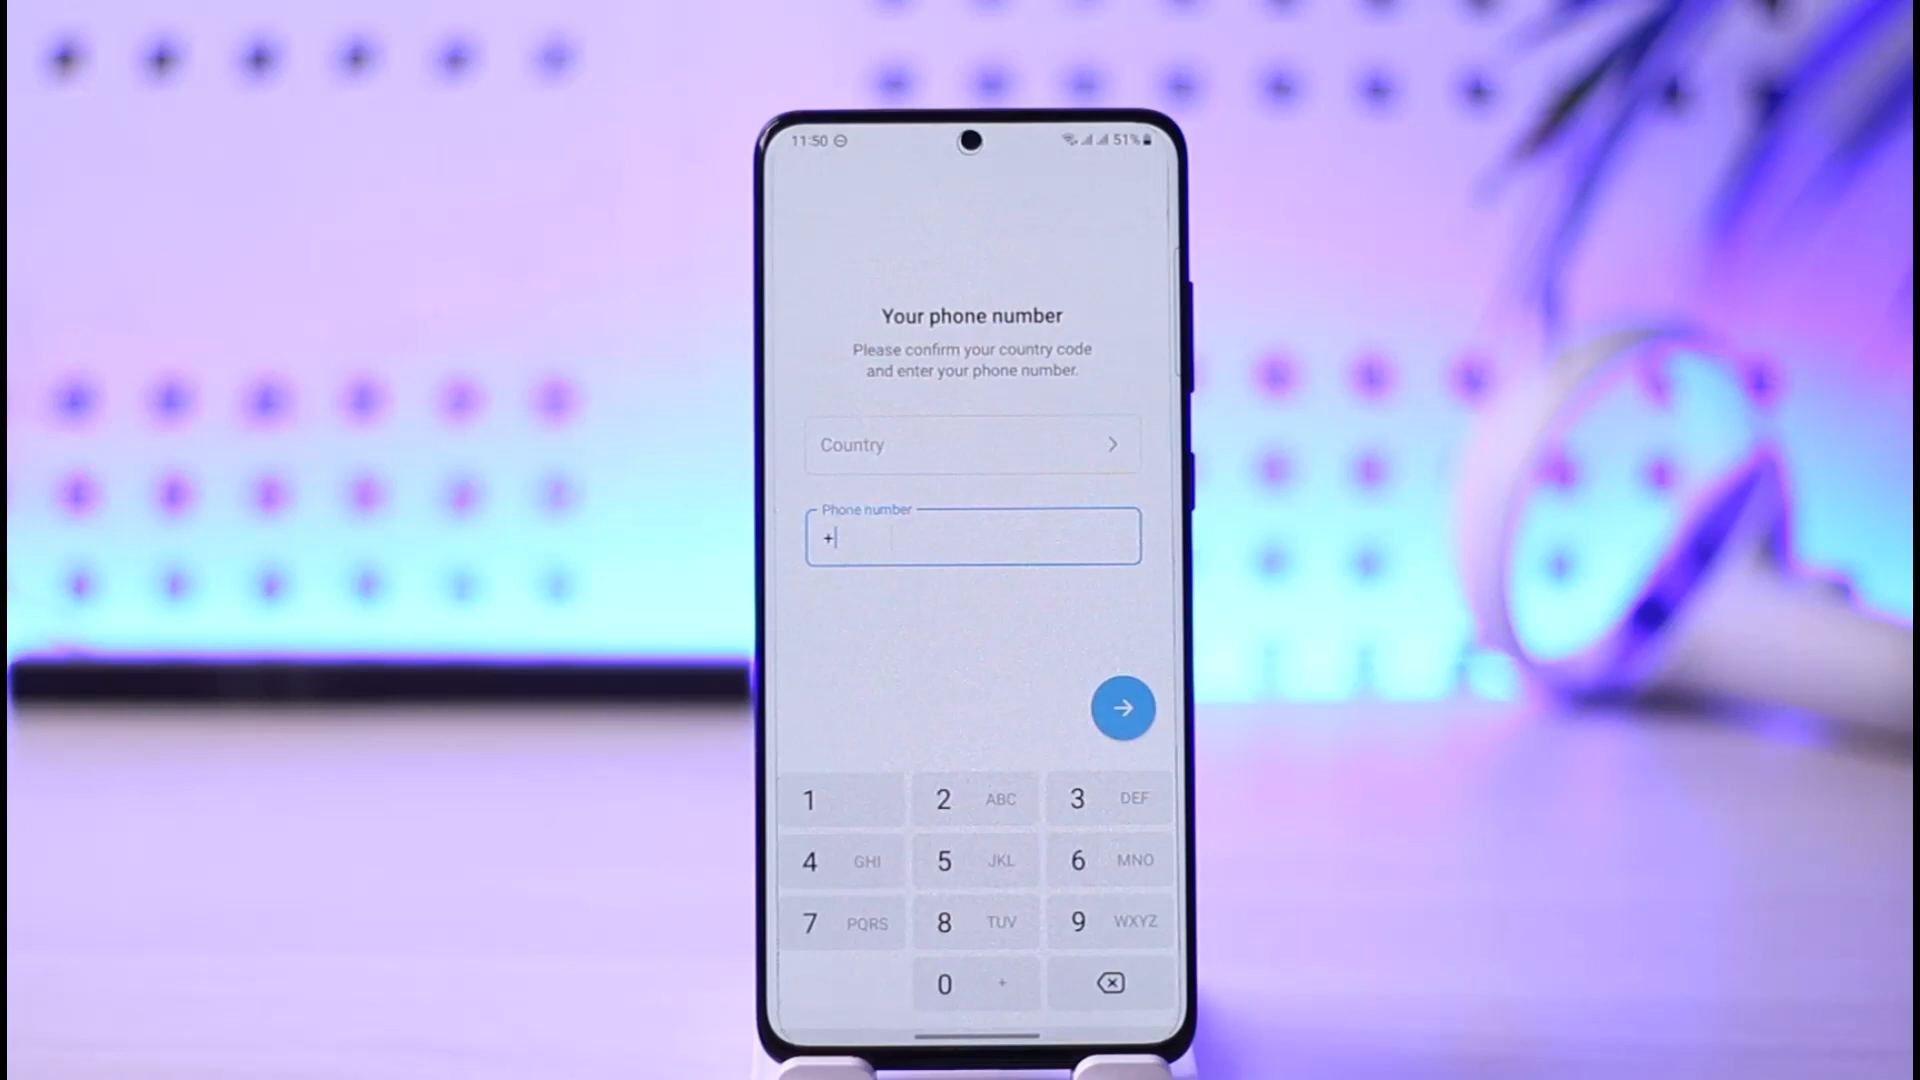 11:50 51%
Your phone number
Please confirm your country code
and enter your phone number.
Country
Phone number
+
1 2 ABC 3 DEF
4 GHI 5 JKL 6 MNO
7 PQRS 8 TUV 9 WXYZ
0 +